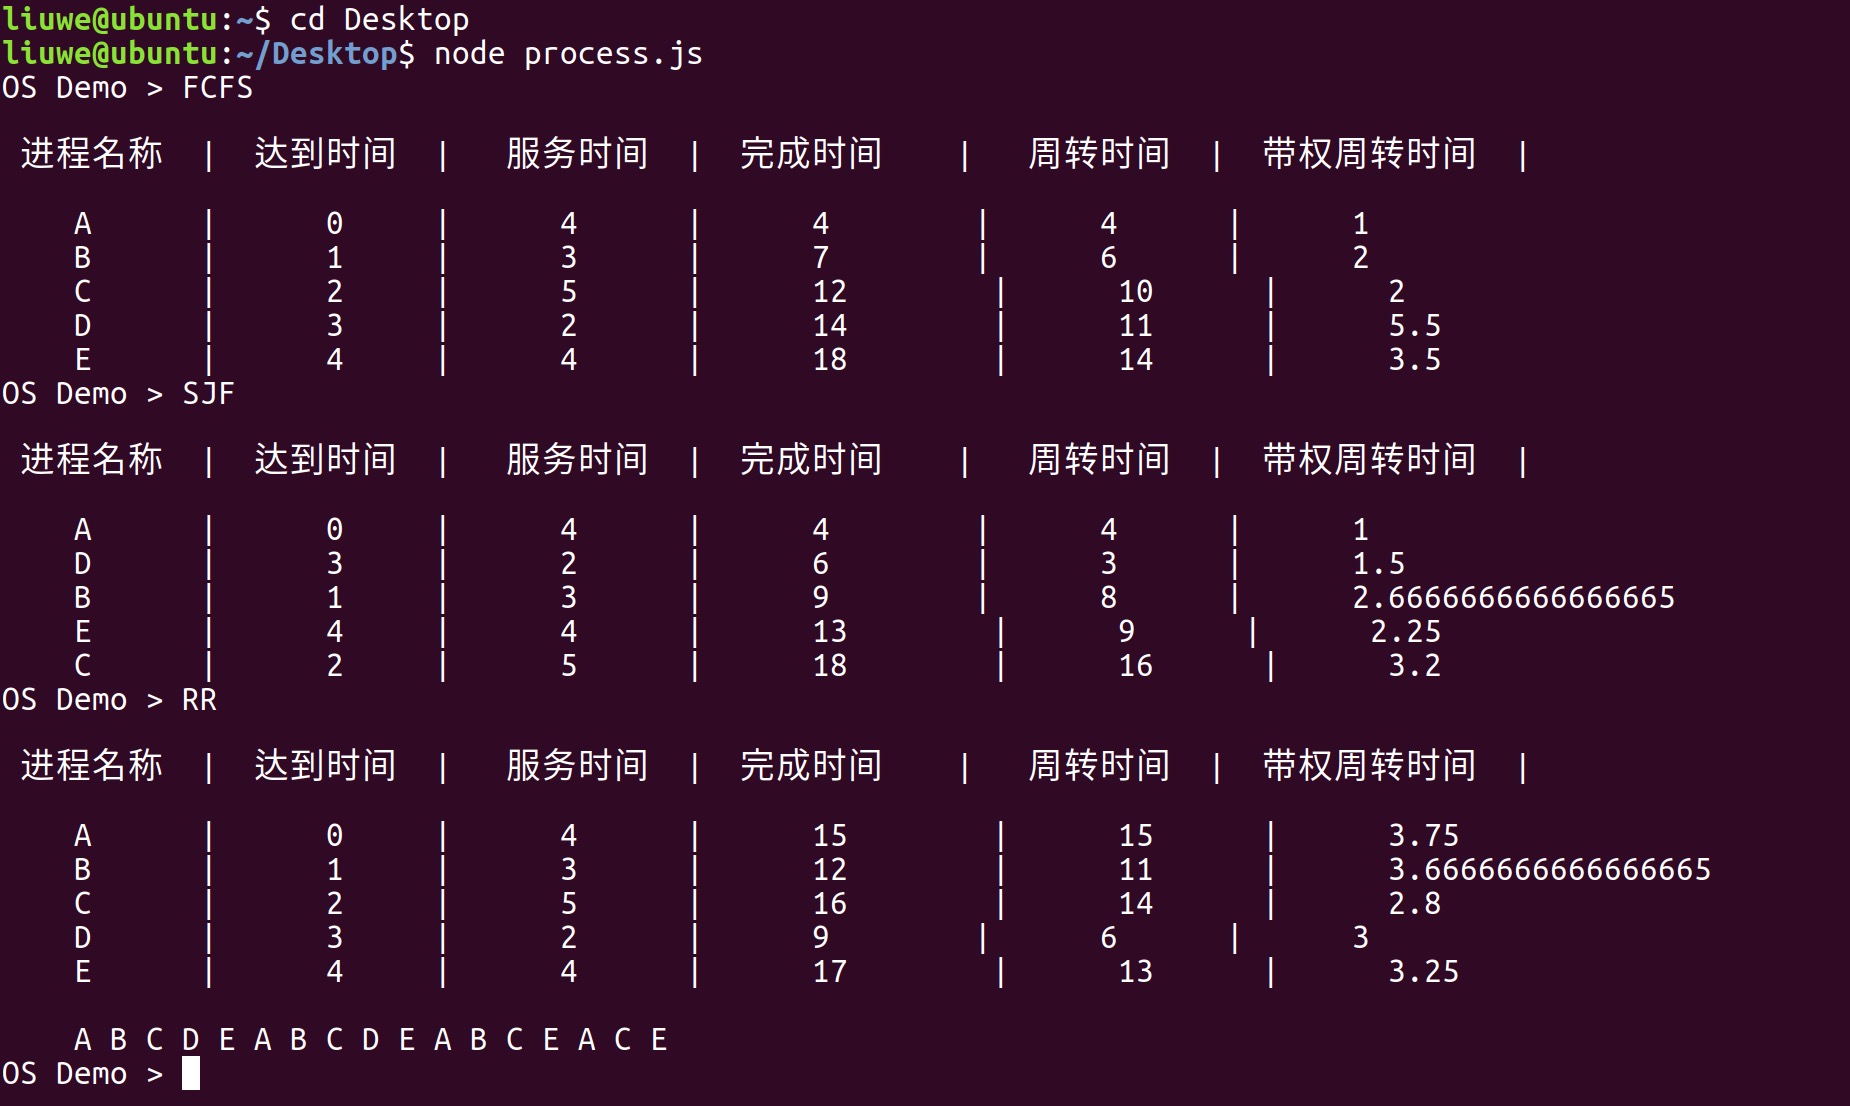 liuwe@ubuntu:~$ cd Desktop
liuwe@ubuntu:~/Desktop$ node process.js
OS Demo > FCFS
进程名称 | 达到时间 | 服务时间 | 完成时间 | 周转时间 | 带权周转时间 |
A | 0 | 4 | 4 | 4 | 1
B | 1 | 3 | 7 | 6 | 2
C | 2 | 5 | 12 | 10 | 2
D | 3 | 2 | 14 | 11 | 5.5
E | 4 | 4 | 18 | 14 | 3.5
OS Demo > SJF
进程名称 | 达到时间 | 服务时间 | 完成时间 | 周转时间 | 带权周转时间 |
A | 0 | 4 | 4 | 4 | 1
D | 3 | 2 | 6 | 3 | 1.5
B | 1 | 3 | 9 | 8 | 2.6666666666666665
E | 4 | 4 | 13 | 9 | 2.25
C | 2 | 5 | 18 | 16 | 3.2
OS Demo > RR
进程名称 | 达到时间 | 服务时间 | 完成时间 | 周转时间 | 带权周转时间 |
A | 0 | 4 | 15 | 15 | 3.75
B | 1 | 3 | 12 | 11 | 3.6666666666666665
C | 2 | 5 | 16 | 14 | 2.8
D | 3 | 2 | 9 | 6 | 3
E | 4 | 4 | 17 | 13 | 3.25
A B C D E A B C D E A B C E A C E
OS Demo >